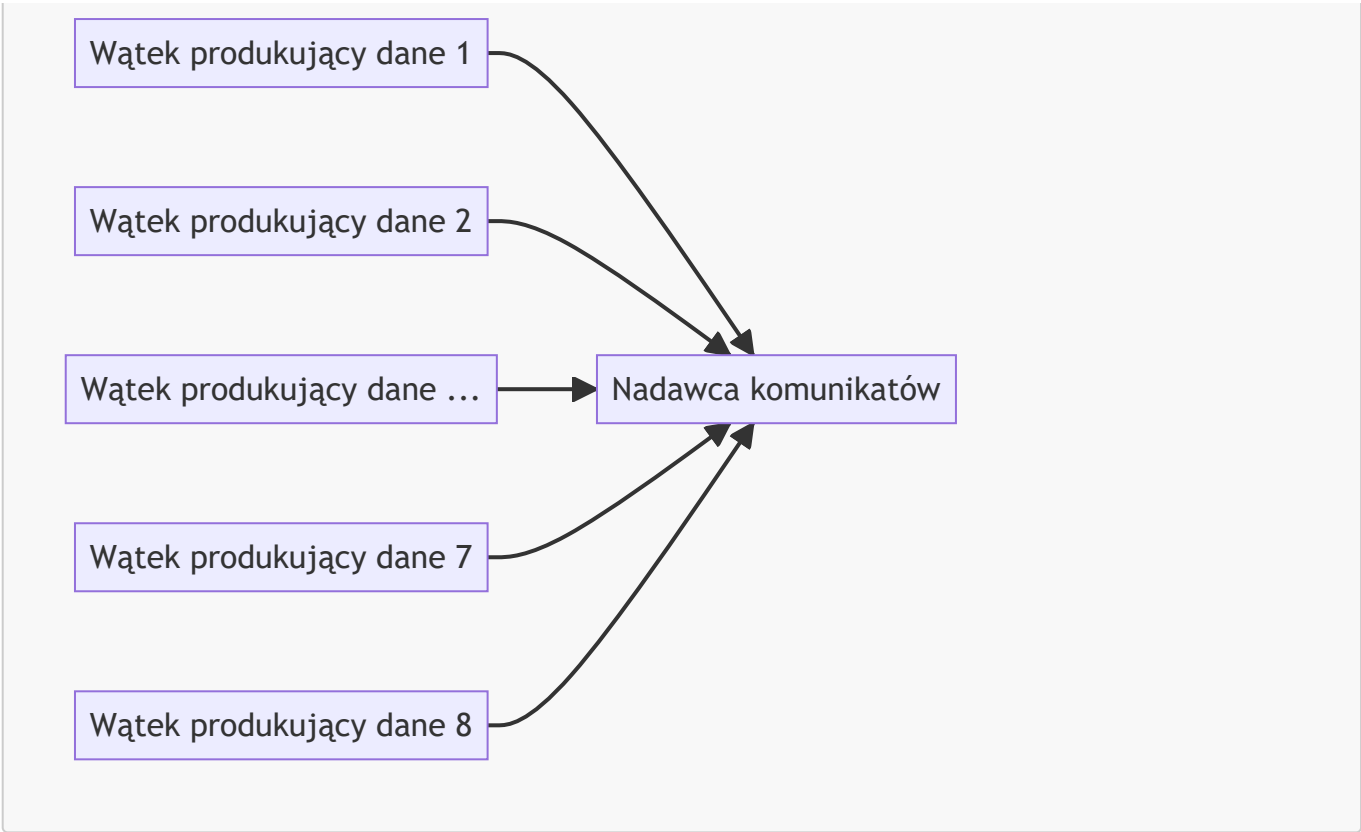 Wątek produkujący dane 1
Wątek produkujący dane 2
Wątek produkujący dane ...
Nadawca komunikatów
Wątek produkujący dane 7
Wątek produkujący dane 8